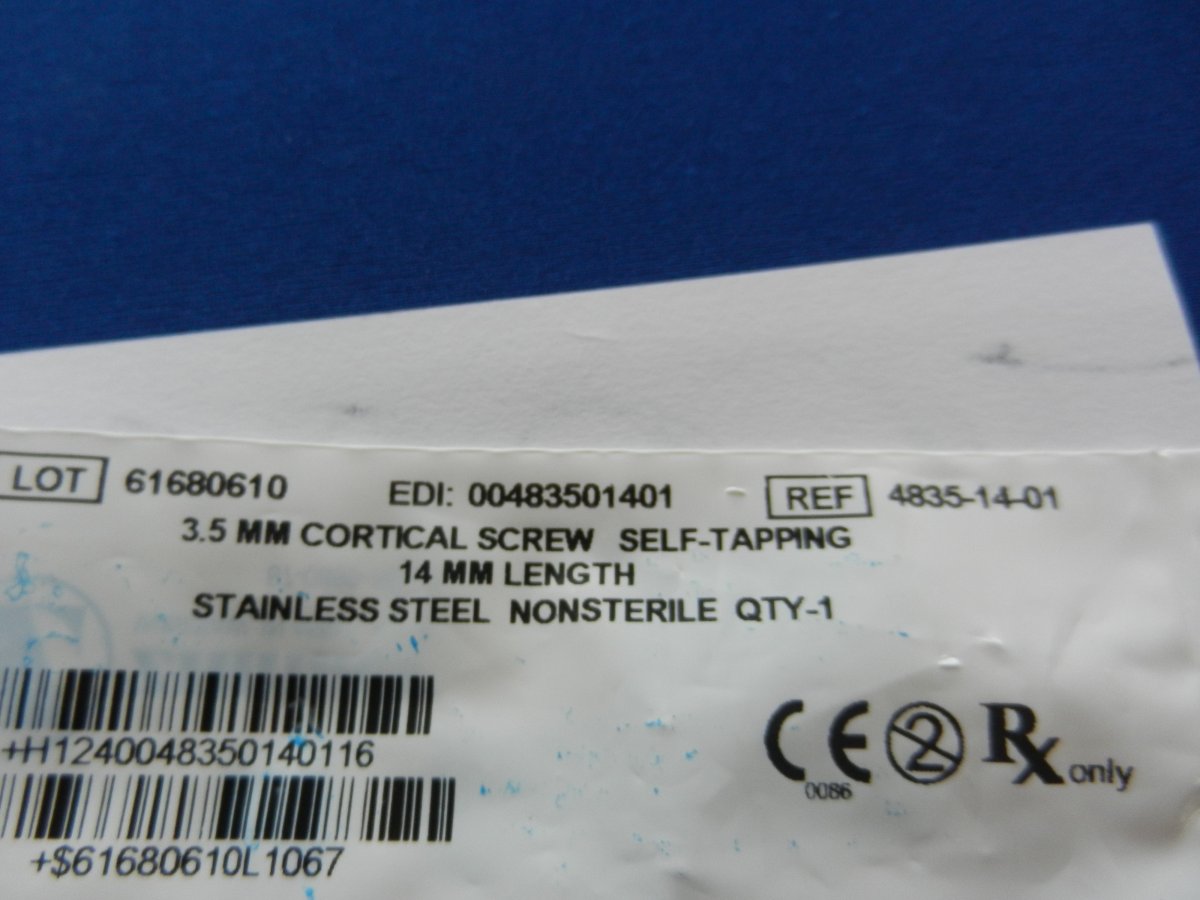 LOT 61680610 EDI: 00483501401 REF 4835-14-01
3.5 MM CORTICAL SCREW SELF-TAPPING
14 MM LENGTH
STAINLESS STEEL NONSTERILE QTY-1
+H1240048350140116
CE 2 Rx only
0086
+$61680610L1067